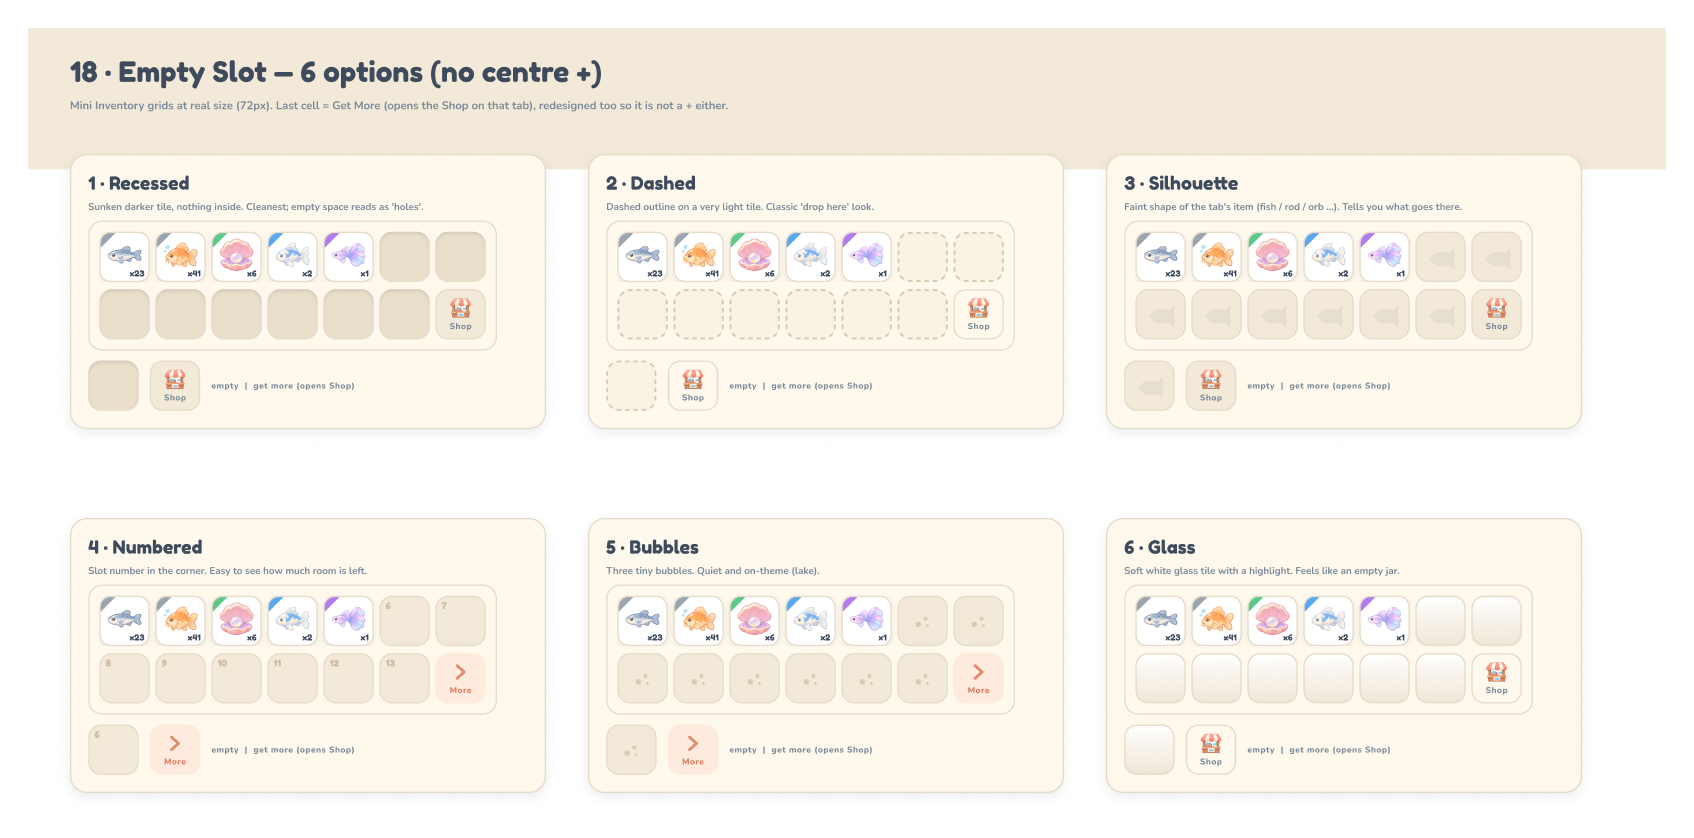 18 · Empty Slot — 6 options (no centre +)
Mini Inventory grids at real size (72px). Last cell = Get More (opens the Shop on that tab), redesigned too so it is not a + either.
1 · Recessed
Sunken darker tile, nothing inside. Cleanest; empty space reads as 'holes'.
x23 x41 x6 x2 x1
Shop
Shop
empty | get more (opens Shop)
2 · Dashed
Dashed outline on a very light tile. Classic 'drop here' look.
x23 x41 x6 x2 x1
Shop
Shop
empty | get more (opens Shop)
3 · Silhouette
Faint shape of the tab's item (fish / rod / orb ...). Tells you what goes there.
x23 x41 x6 x2 x1
Shop
Shop
empty | get more (opens Shop)
4 · Numbered
Slot number in the corner. Easy to see how much room is left.
x23 x41 x6 x2 x1 6 7
8 9 10 11 12 13 More
6 More
empty | get more (opens Shop)
5 · Bubbles
Three tiny bubbles. Quiet and on-theme (lake).
x23 x41 x6 x2 x1
More
More
empty | get more (opens Shop)
6 · Glass
Soft white glass tile with a highlight. Feels like an empty jar.
x23 x41 x6 x2 x1
Shop
Shop
empty | get more (opens Shop)